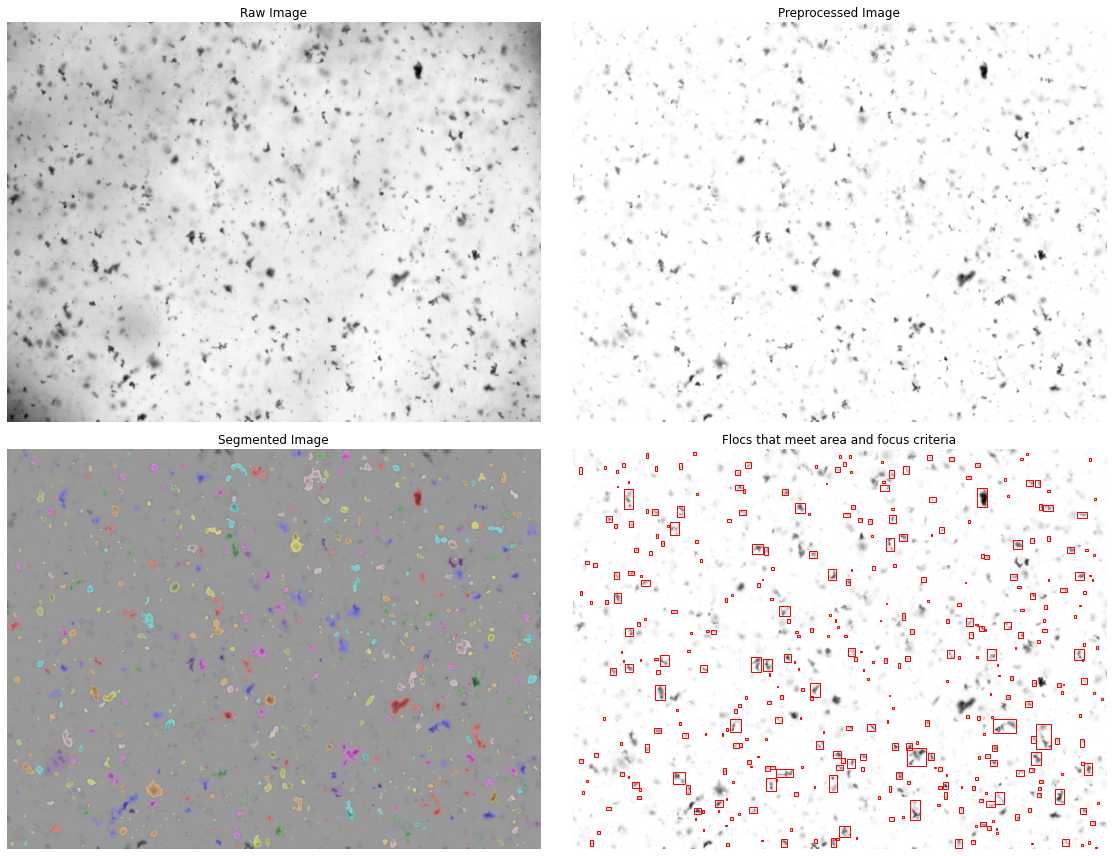 Raw Image
Preprocessed Image
Segmented Image
Flocs that meet area and focus criteria